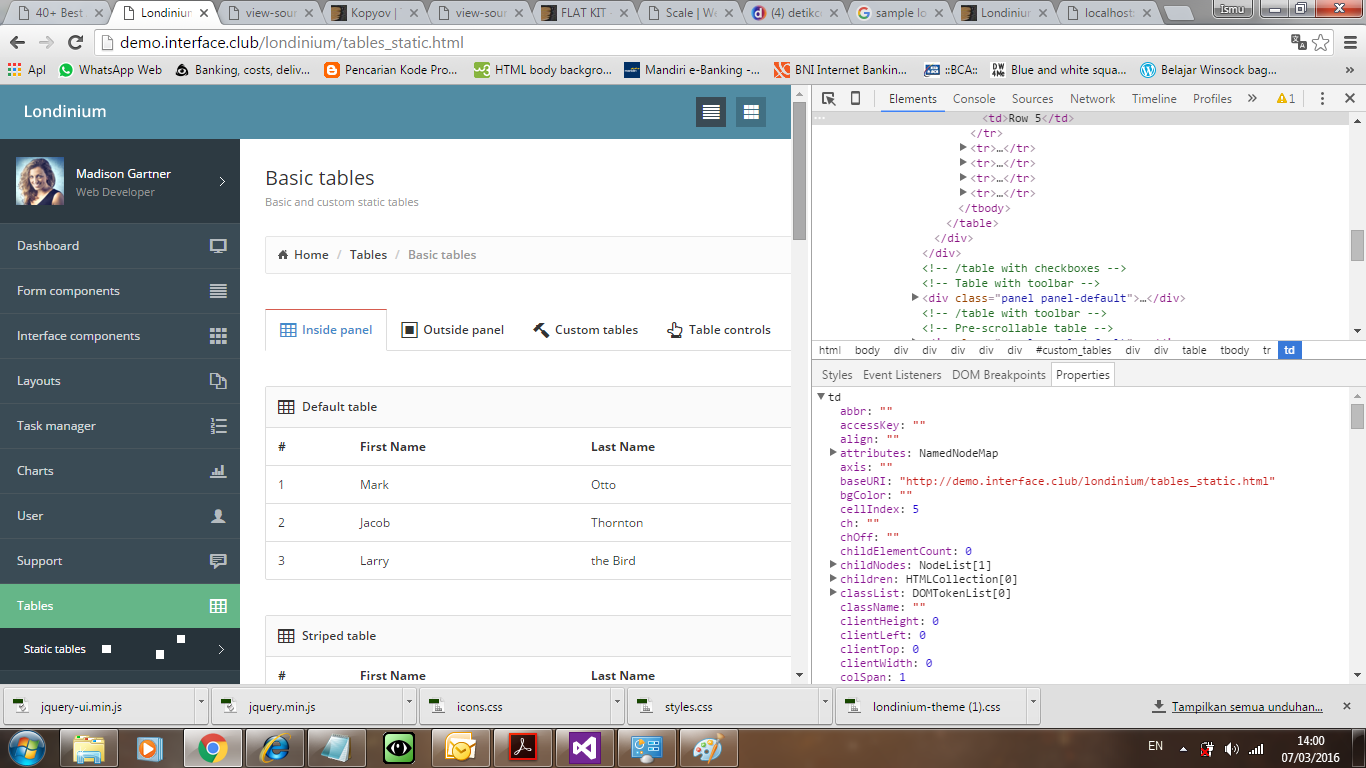 40+ Best
Londinium
view-sour
Kopyov |
view-sour
FLAT KIT
Scale | We
(4) detikc
sample lo
Londinium
localhost
ismu
demo.interface.club/londinium/tables_static.html
Apl
WhatsApp Web
Banking, costs, deliv...
Pencarian Kode Pro...
HTML body backgro...
Mandiri e-Banking -...
BNI Internet Bankin...
::BCA::
Blue and white squa...
Belajar Winsock bag...
»
Londinium
Madison Gartner
Web Developer
Dashboard
Form components
Interface components
Layouts
Task manager
Charts
User
Support
Tables
Static tables
Basic tables
Basic and custom static tables
Home / Tables / Basic tables
Inside panel
Outside panel
Custom tables
Table controls
Default table
# First Name Last Name
1 Mark Otto
2 Jacob Thornton
3 Larry the Bird
Striped table
# First Name Last Name
Elements Console Sources Network Timeline Profiles » 1
... <td>Row 5</td>
</tr>
<tr>…</tr>
<tr>…</tr>
<tr>…</tr>
<tr>…</tr>
</tbody>
</table>
</div>
</div>
<!-- /table with checkboxes -->
<!-- Table with toolbar -->
<div class="panel panel-default">…</div>
<!-- /table with toolbar -->
<!-- Pre-scrollable table -->
html body div div div div div #custom_tables div div table tbody tr td
Styles Event Listeners DOM Breakpoints Properties
td
abbr: ""
accessKey: ""
align: ""
attributes: NamedNodeMap
axis: ""
baseURI: "http://demo.interface.club/londinium/tables_static.html"
bgColor: ""
cellIndex: 5
ch: ""
chOff: ""
childElementCount: 0
childNodes: NodeList[1]
children: HTMLCollection[0]
classList: DOMTokenList[0]
className: ""
clientHeight: 0
clientLeft: 0
clientTop: 0
clientWidth: 0
colSpan: 1
jquery-ui.min.js
jquery.min.js
icons.css
styles.css
londinium-theme (1).css
Tampilkan semua unduhan...
EN
14:00
07/03/2016